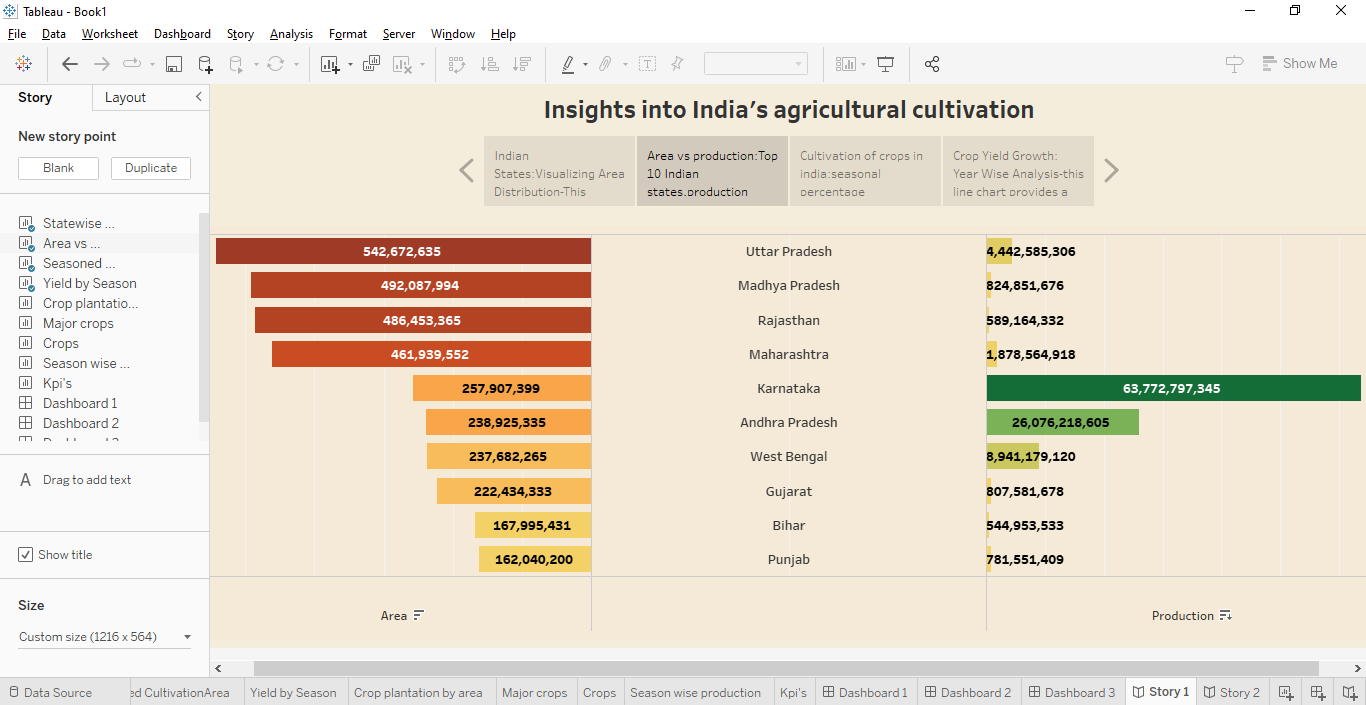 Tableau - Book1
File Data Worksheet Dashboard Story Analysis Format Server Window Help
Show Me
Story Layout
New story point
Blank Duplicate
Statewise ...
Area vs ...
Seasoned ...
Yield by Season
Crop plantatio...
Major crops
Crops
Season wise ...
Kpi's
Dashboard 1
Dashboard 2
A Drag to add text
Show title
Size
Custom size (1216 x 564)
Insights into India's agricultural cultivation
Indian
States:Visualizing Area
Distribution-This
Area vs production:Top
10 Indian
states,production
Cultivation of crops in
india:seasonal
percentage
Crop Yield Growth:
Year Wise Analysis-this
line chart provides a
542,672,635 Uttar Pradesh 4,442,585,306
492,087,994 Madhya Pradesh 824,851,676
486,453,365 Rajasthan 589,164,332
461,939,552 Maharashtra 1,878,564,918
257,907,399 Karnataka 63,772,797,345
238,925,335 Andhra Pradesh 26,076,218,605
237,682,265 West Bengal 8,941,179,120
222,434,333 Gujarat 807,581,678
167,995,431 Bihar 544,953,533
162,040,200 Punjab 781,551,409
Area Production
Data Source ed CultivationArea Yield by Season Crop plantation by area Major crops Crops Season wise production Kpi's Dashboard 1 Dashboard 2 Dashboard 3 Story 1 Story 2